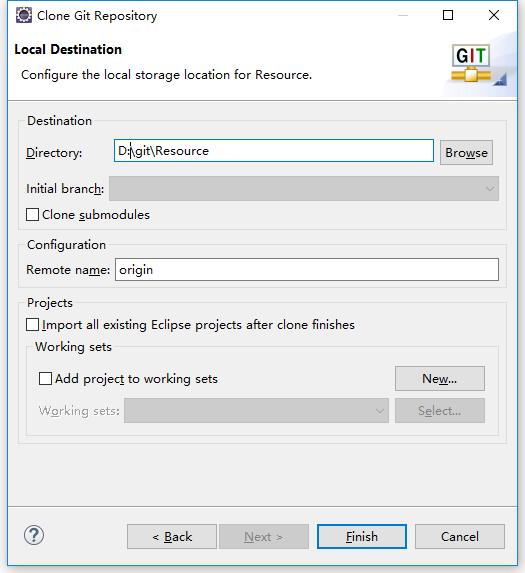 Clone Git Repository
Local Destination
Configure the local storage location for Resource.
GIT
Destination
Directory: D:\git\Resource Browse
Initial branch:
Clone submodules
Configuration
Remote name: origin
Projects
Import all existing Eclipse projects after clone finishes
Working sets
Add project to working sets New...
Working sets: Select...
? < Back Next > Finish Cancel